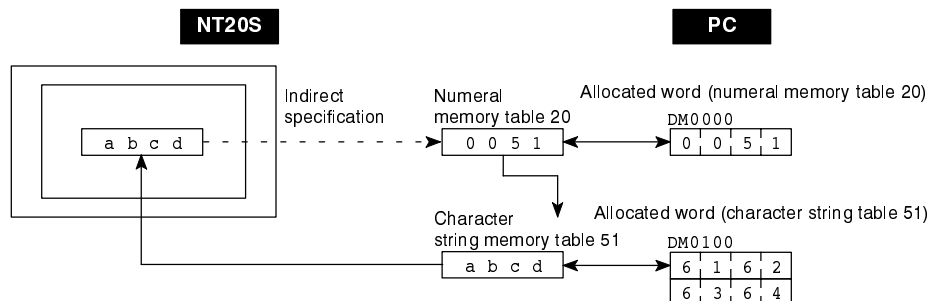 NT20S
PC
Indirect
specification
Numeral
memory table 20
Allocated word (numeral memory table 20)
DM0000
a b c d
0 0 5 1
0 0 5 1
Character
string memory table 51
Allocated word (character string table 51)
DM0100
a b c d
6 1 6 2
6 3 6 4